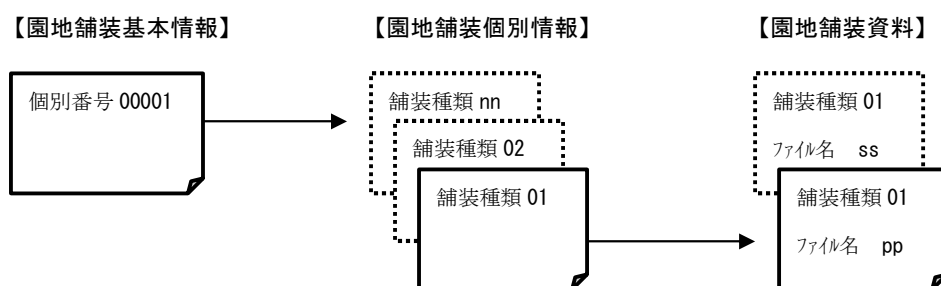 【園地舗装基本情報】
【園地舗装個別情報】
【園地舗装資料】
個別番号 00001
舗装種類 nn
舗装種類 02
舗装種類 01
舗装種類 01
ﾌｧｲﾙ名 ss
舗装種類 01
ﾌｧｲﾙ名 pp